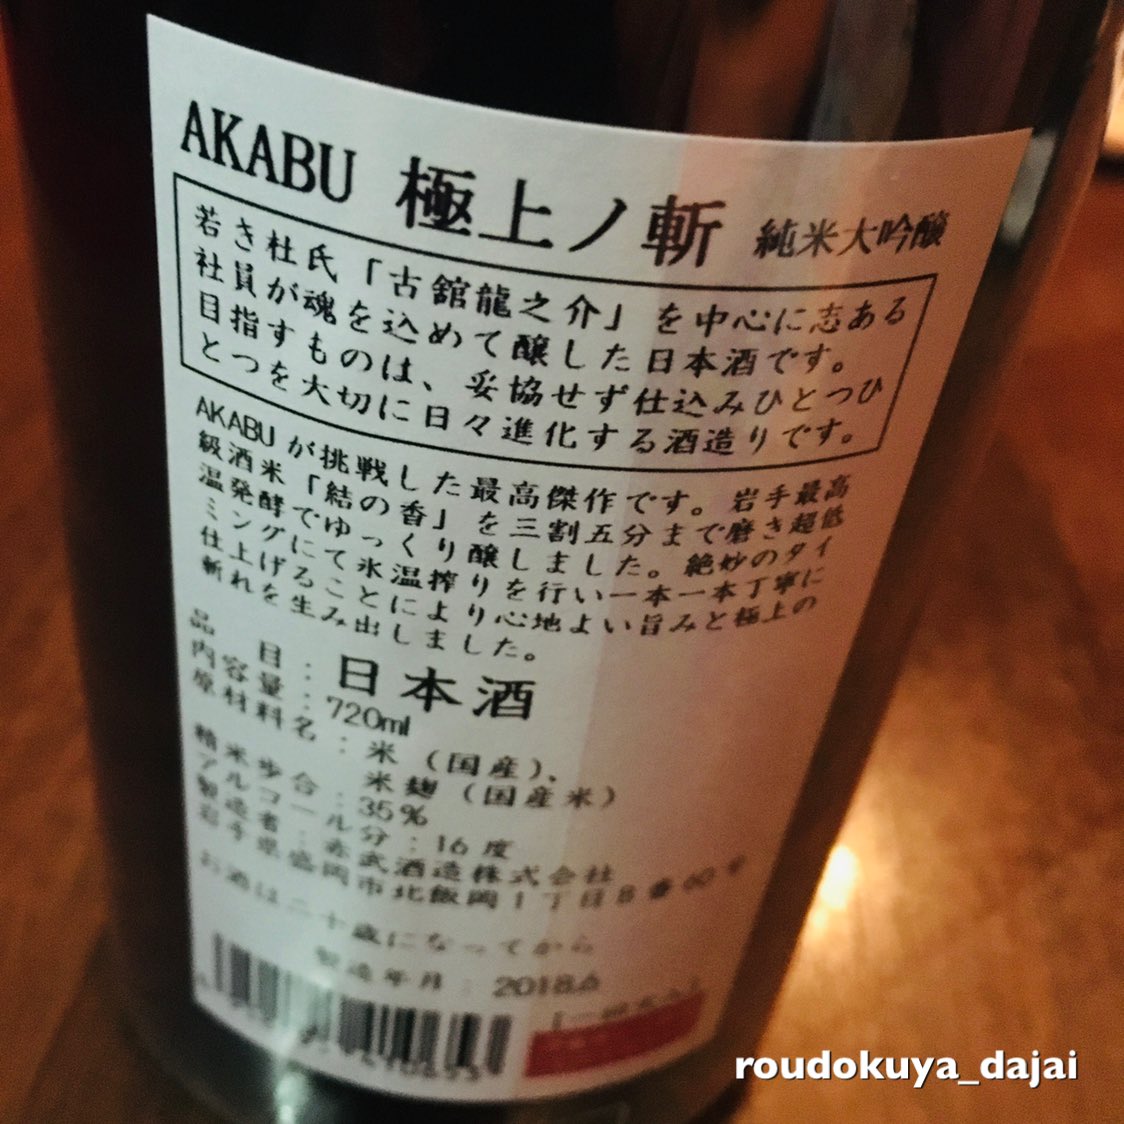 AKABU 極上ノ斬 純米大吟醸
若き杜氏「古舘龍之介」を中心に志ある
社員が魂を込めて醸した日本酒です。
目指すものは、妥協せず仕込みひとつひ
とつを大切に日々進化する酒造りです。
AKABUが挑戦した最高傑作です。岩手最高
級酒米「結の香」を三割五分まで磨き超低
温発酵でゆっくり醸しました。絶妙のタイ
ミングにて氷温搾りを行い一本一本丁寧に
仕上げることにより心地よい旨みと極上の
斬れを生み出しました。
品目:日本酒
内容量:720ml
原材料名:米(国産)、
米麹(国産米)
精米歩合:35%
アルコール分:16度
製造者:赤武酒造株式会社
岩手県盛岡市北飯岡1丁目8番60号
お酒は二十歳になってから
製造年月:2018.6
roudokuya_dajai